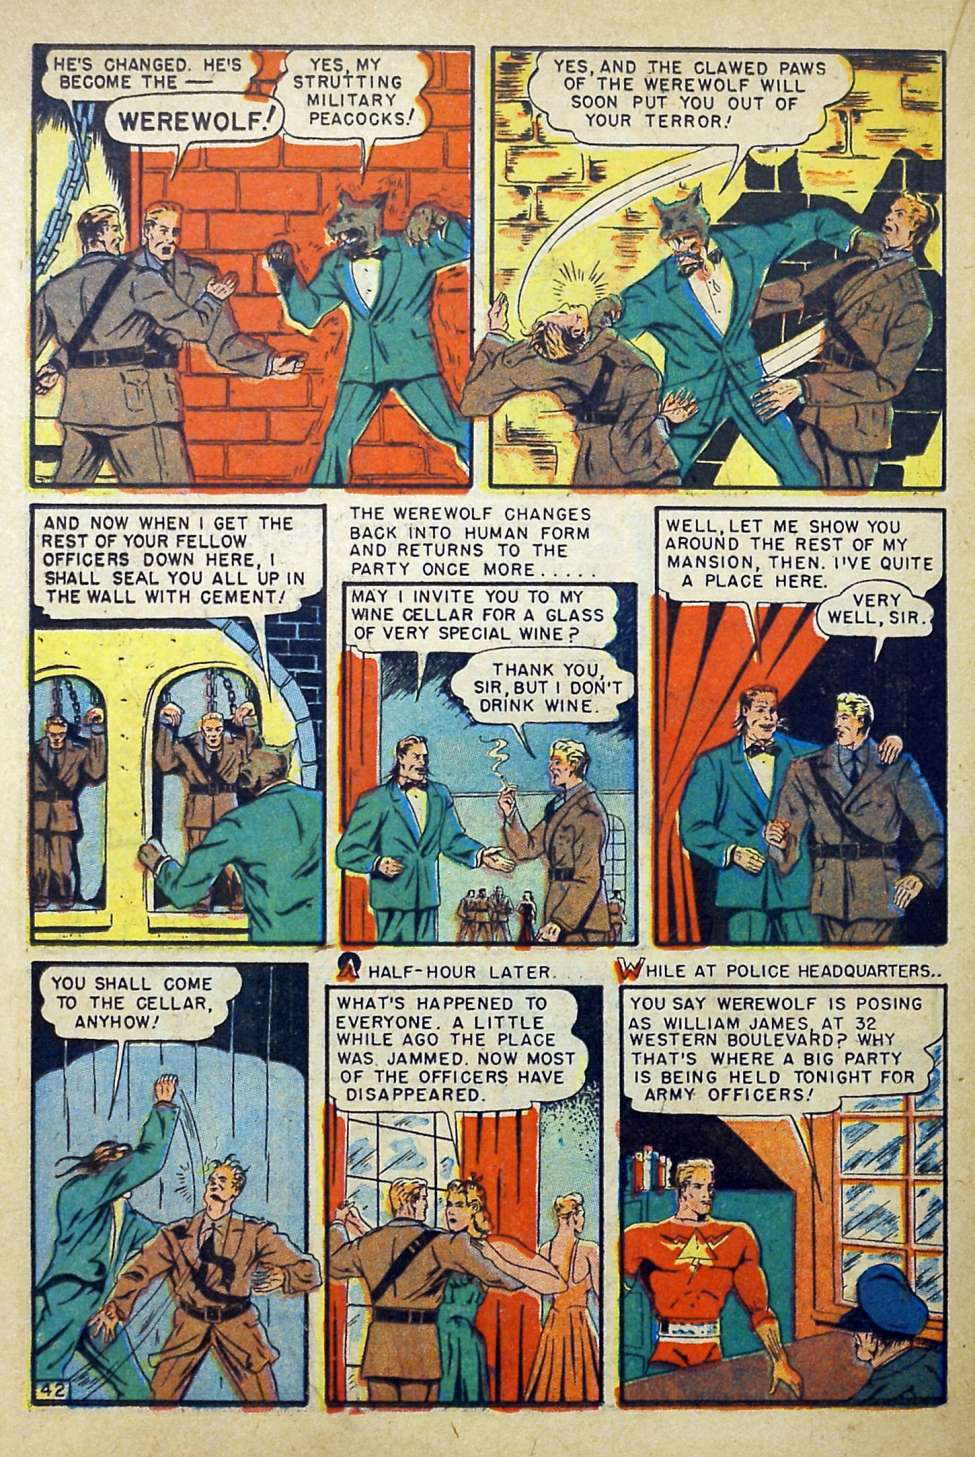 HE'S CHANGED. HE'S
BECOME THE —
WEREWOLF!
YES, MY
STRUTTING
MILITARY
PEACOCKS!
YES, AND THE CLAWED PAWS
OF THE WEREWOLF WILL
SOON PUT YOU OUT OF
YOUR TERROR!
AND NOW WHEN I GET THE
REST OF YOUR FELLOW
OFFICERS DOWN HERE, I
SHALL SEAL YOU ALL UP IN
THE WALL WITH CEMENT!
THE WEREWOLF CHANGES
BACK INTO HUMAN FORM
AND RETURNS TO THE
PARTY ONCE MORE.....
MAY I INVITE YOU TO MY
WINE CELLAR FOR A GLASS
OF VERY SPECIAL WINE?
THANK YOU,
SIR, BUT I DON'T
DRINK WINE.
WELL, LET ME SHOW YOU
AROUND THE REST OF MY
MANSION, THEN. I'VE QUITE
A PLACE HERE.
VERY
WELL, SIR.
YOU SHALL COME
TO THE CELLAR,
ANYHOW!
42
A HALF-HOUR LATER...
WHAT'S HAPPENED TO
EVERYONE. A LITTLE
WHILE AGO THE PLACE
WAS JAMMED. NOW MOST
OF THE OFFICERS HAVE
DISAPPEARED.
WHILE AT POLICE HEADQUARTERS..
YOU SAY WEREWOLF IS POSING
AS WILLIAM JAMES, AT 32
WESTERN BOULEVARD? WHY
THAT'S WHERE A BIG PARTY
IS BEING HELD TONIGHT FOR
ARMY OFFICERS!